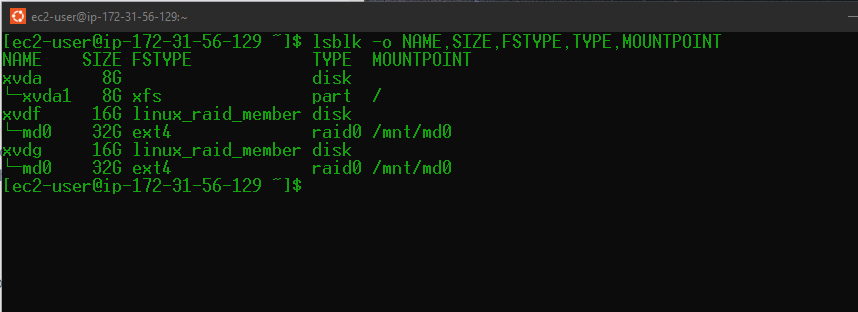 ec2-user@ip-172-31-56-129:~
[ec2-user@ip-172-31-56-129 ~]$ lsblk -o NAME,SIZE,FSTYPE,TYPE,MOUNTPOINT
NAME    SIZE FSTYPE            TYPE  MOUNTPOINT
xvda      8G                   disk
└─xvda1   8G xfs               part  /
xvdf     16G linux_raid_member disk
└─md0    32G ext4              raid0 /mnt/md0
xvdg     16G linux_raid_member disk
└─md0    32G ext4              raid0 /mnt/md0
[ec2-user@ip-172-31-56-129 ~]$